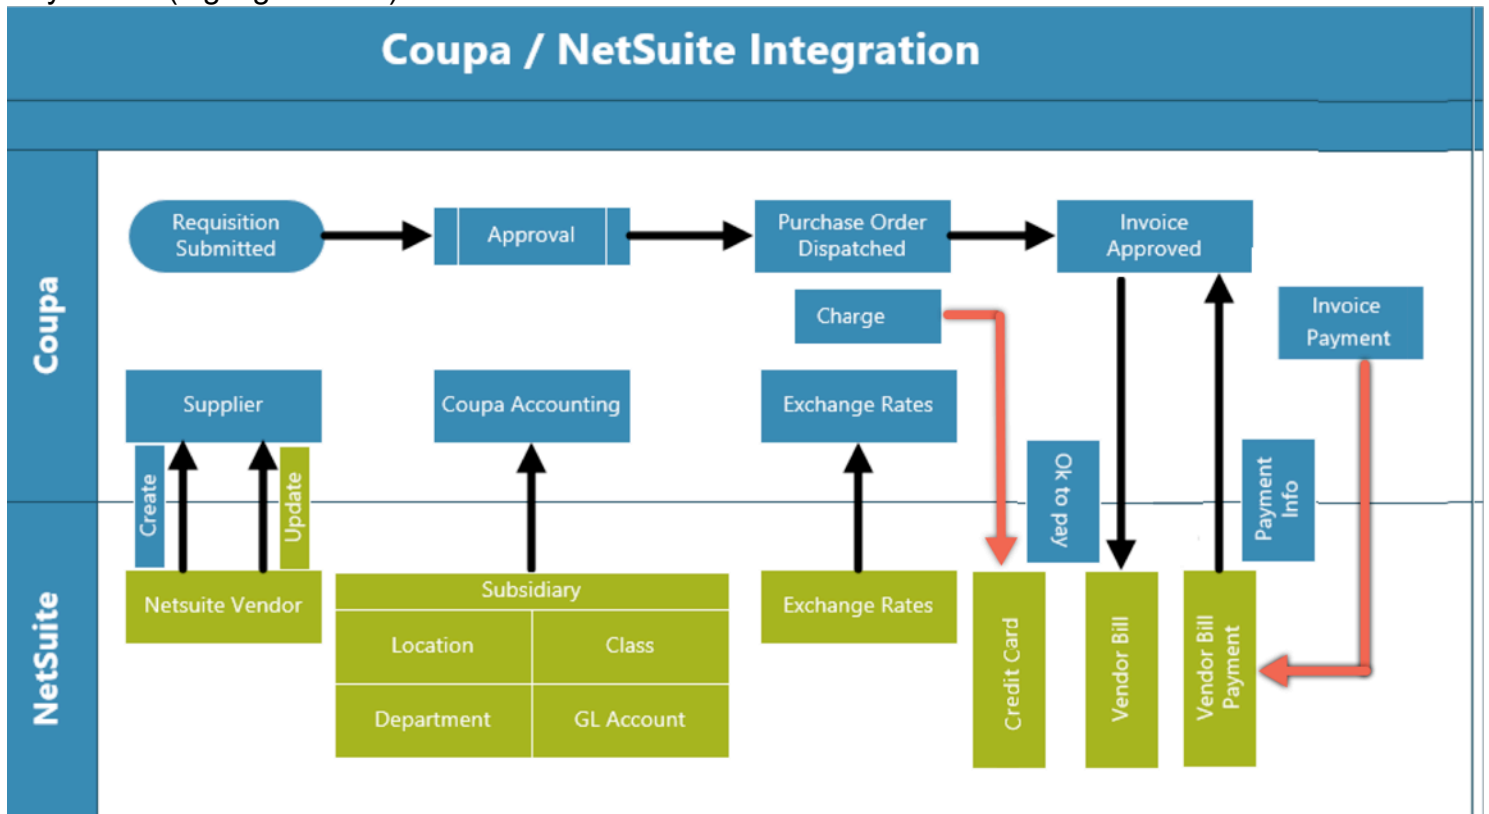 Coupa / NetSuite Integration
Coupa
Requisition
Submitted
Approval
Purchase Order
Dispatched
Invoice
Approved
Charge
Invoice
Payment
Supplier
Coupa Accounting
Exchange Rates
Create
Update
Ok to pay
Payment
Info
NetSuite
Netsuite Vendor
Subsidiary
Location
Class
Department
GL Account
Exchange Rates
Credit Card
Vendor Bill
Vendor Bill
Payment